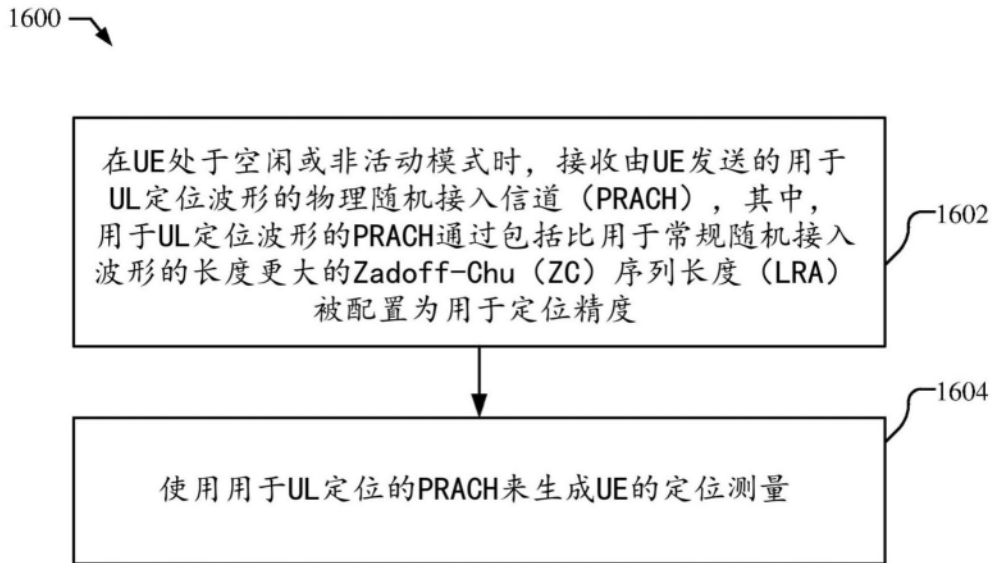 1600
在UE处于空闲或非活动模式时，接收由UE发送的用于
UL定位波形的物理随机接入信道（PRACH），其中，
用于UL定位波形的PRACH通过包括比用于常规随机接入
波形的长度更大的Zadoff-Chu（ZC）序列长度（LRA）
被配置为用于定位精度
1602
1604
使用用于UL定位的PRACH来生成UE的定位测量